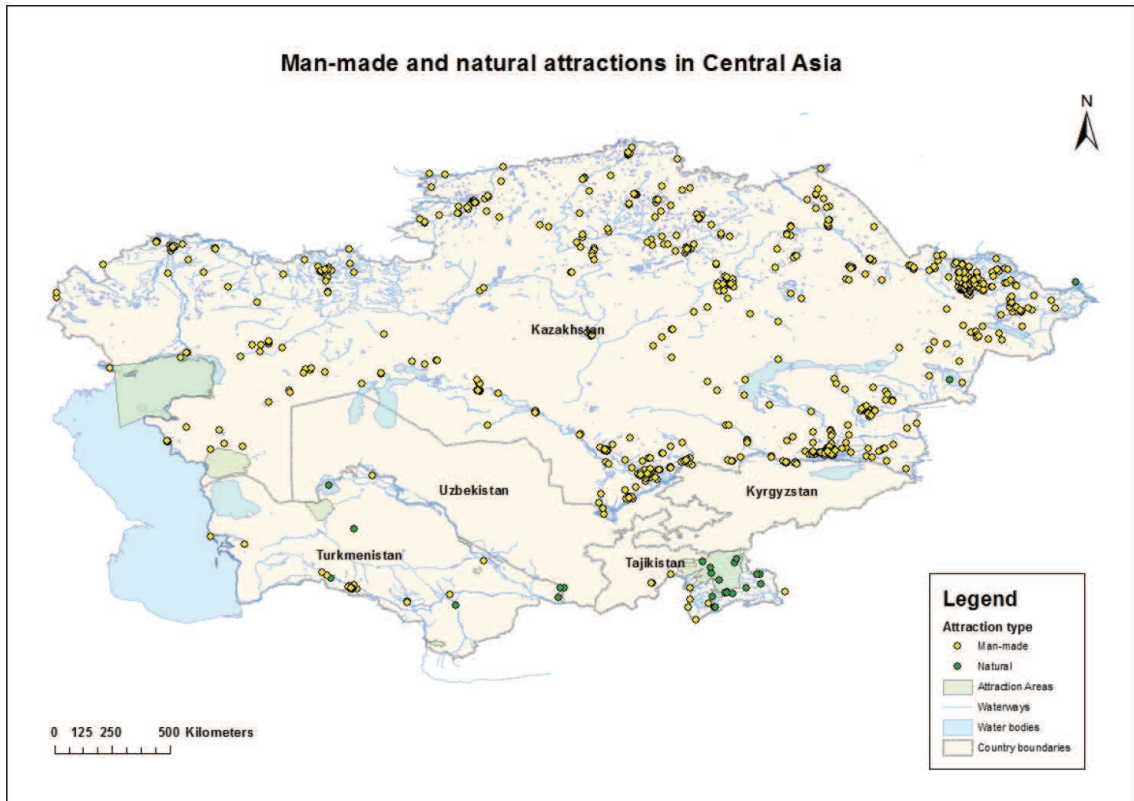 Man-made and natural attractions in Central Asia
N
Kazakhstan
Uzbekistan
Kyrgyzstan
Turkmenistan
Tajikistan
Legend
Attraction type
Man-made
Natural
Attraction Areas
Waterways
Water bodies
Country boundaries
0 125 250 500 Kilometers